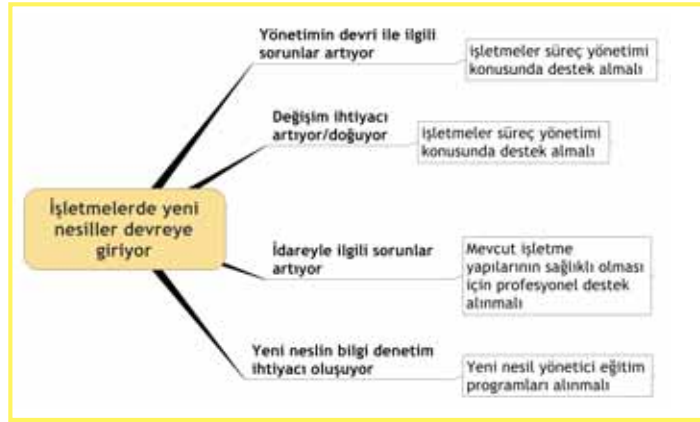 Yönetimin devri ile ilgili
sorunlar artıyor
işletmeler süreç yönetimi
konusunda destek almalı
Değişim ihtiyacı
artıyor/doğuyor
işletmeler süreç yönetimi
konusunda destek almalı
İşletmelerde yeni
nesiller devreye
giriyor
İdareyle ilgili sorunlar
artıyor
Mevcut işletme
yapılarının sağlıklı olması
için profesyonel destek
alınmalı
Yeni neslin bilgi denetim
ihtiyacı oluşuyor
Yeni nesil yönetici eğitim
programları alınmalı